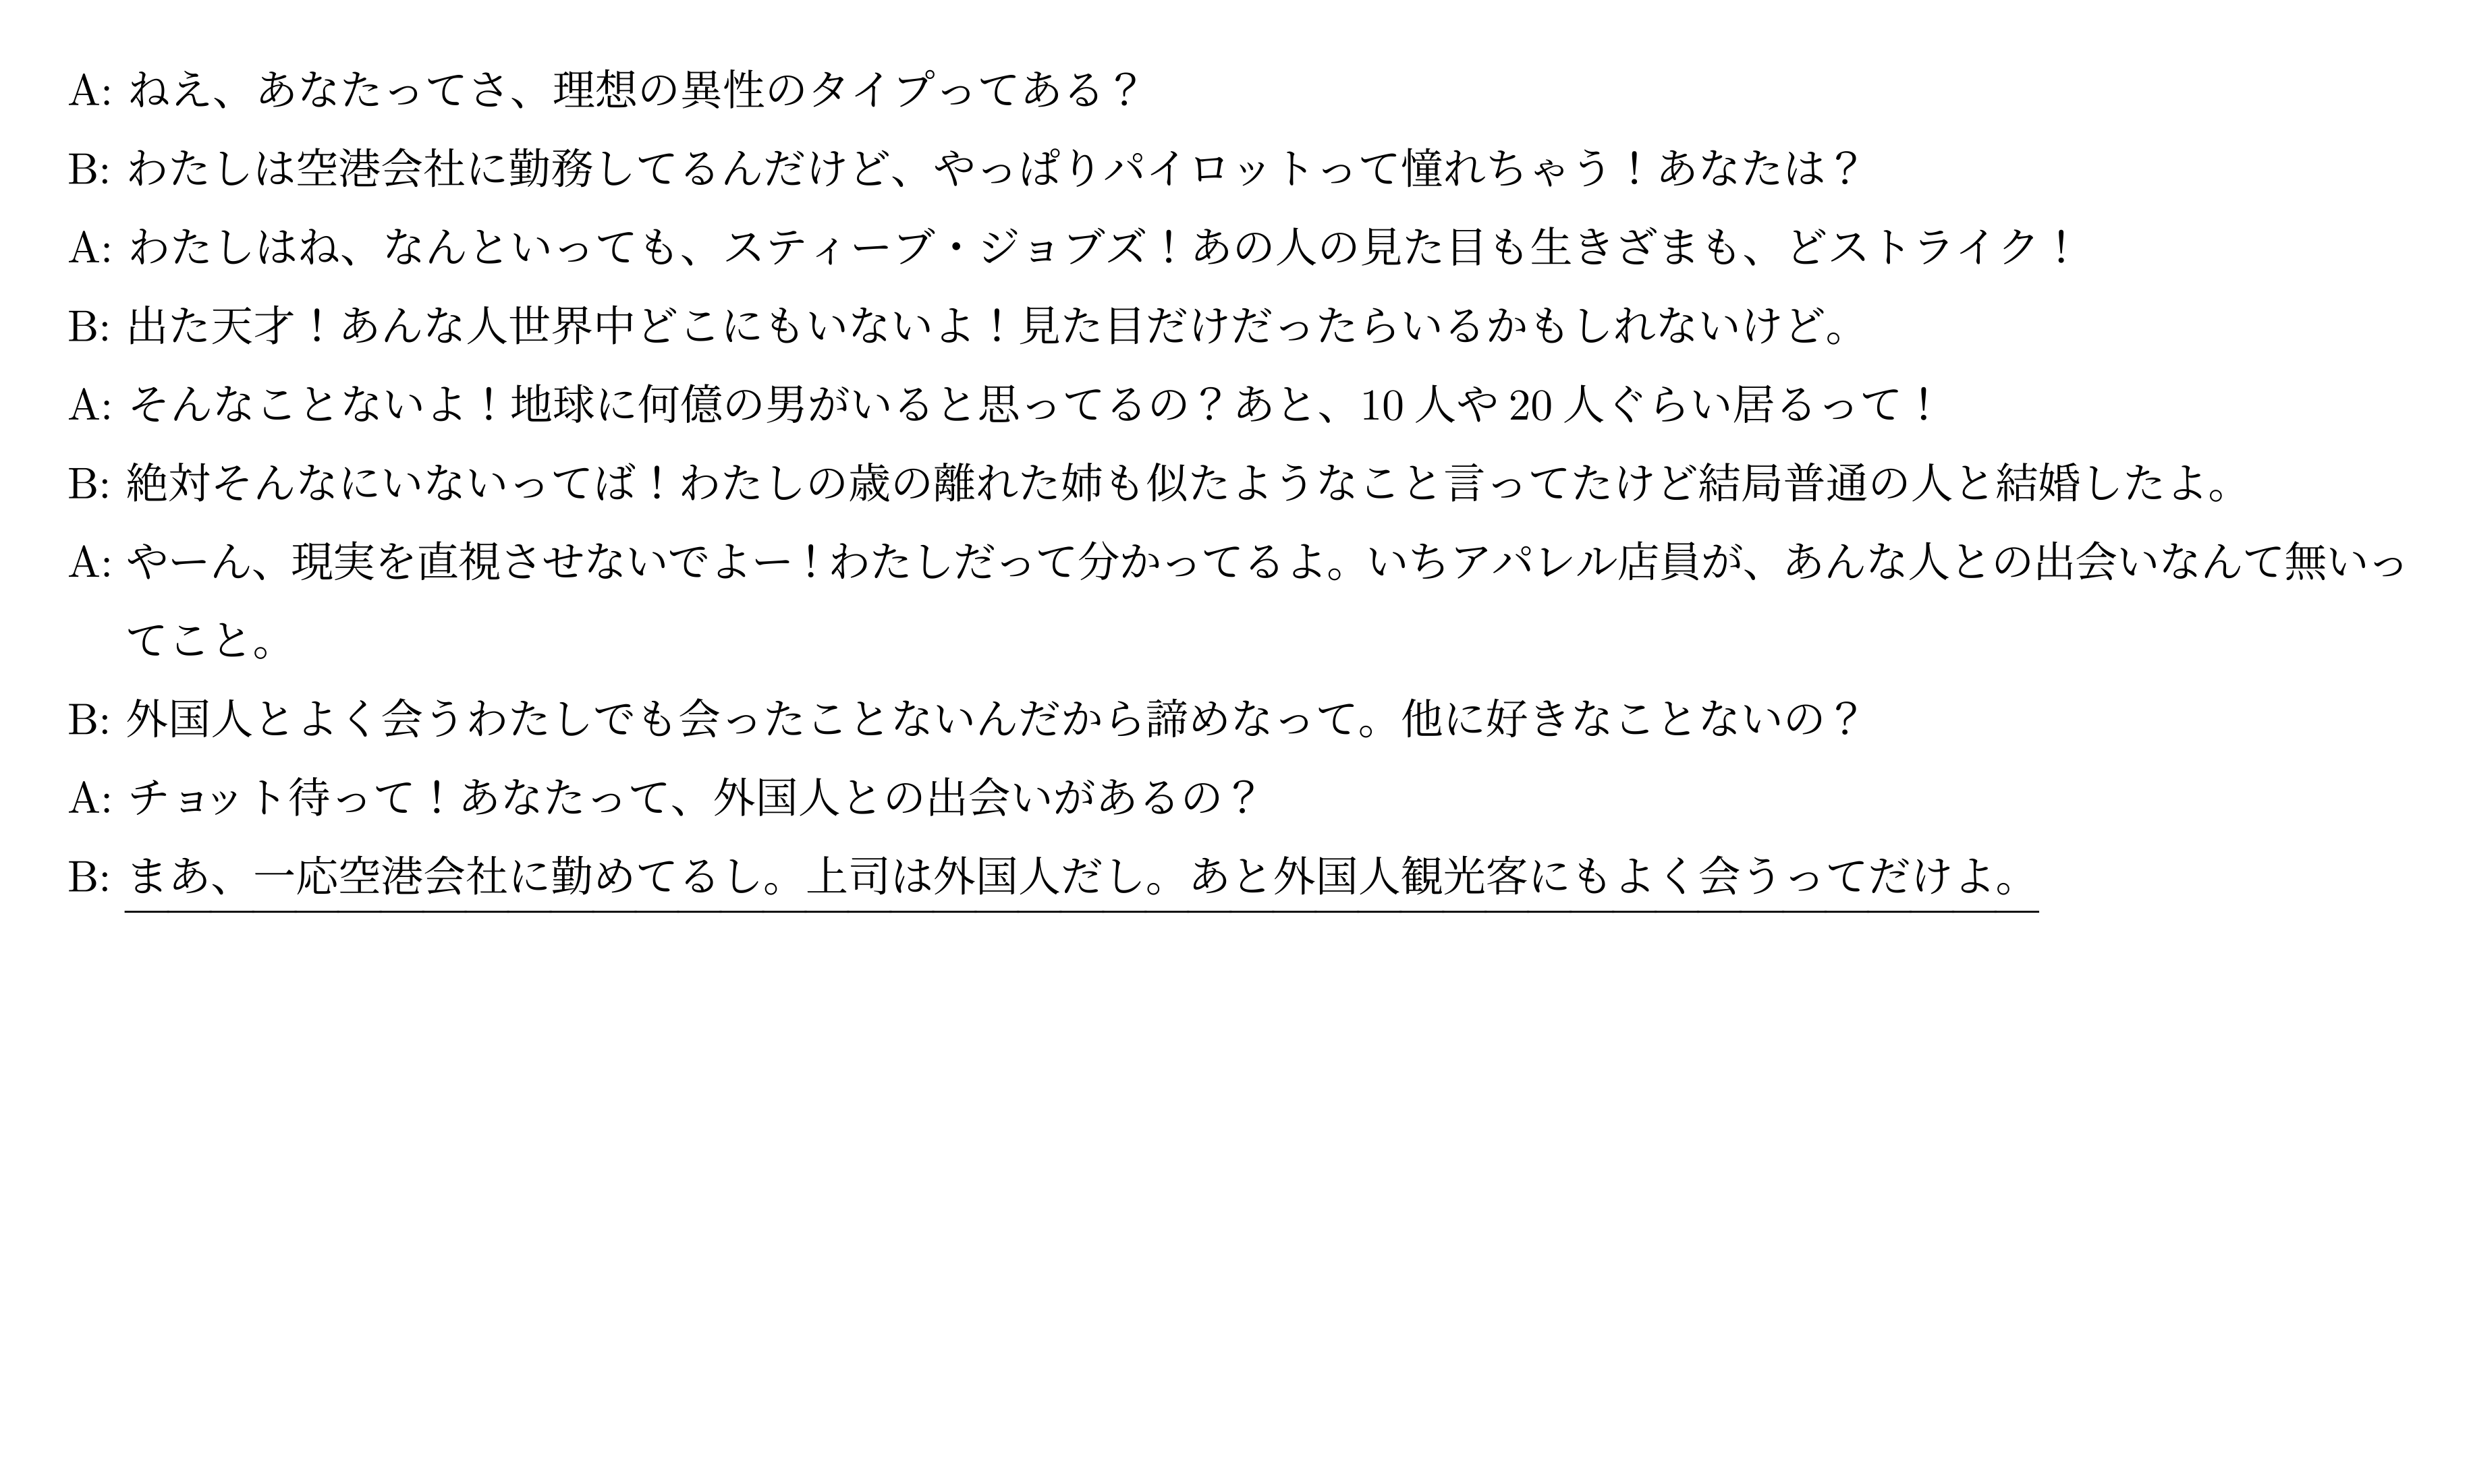 A: ねえ、あなたってさ、理想の異性のタイプってある？
B: わたしは空港会社に勤務してるんだけど、やっぱりパイロットって憧れちゃう！あなたは？
A: わたしはね、なんといっても、スティーブ・ジョブズ！あの人の見た目も生きざまも、どストライク！
B: 出た天才！あんな人世界中どこにもいないよ！見た目だけだったらいるかもしれないけど。
A: そんなことないよ！地球に何億の男がいると思ってるの？あと、10 人や 20 人ぐらい居るって！
B: 絶対そんなにいないってば！わたしの歳の離れた姉も似たようなこと言ってたけど結局普通の人と結婚したよ。
A: やーん、現実を直視させないでよー！わたしだって分かってるよ。いちアパレル店員が、あんな人との出会いなんて無いっ
てこと。
B: 外国人とよく会うわたしでも会ったことないんだから諦めなって。他に好きなことないの？
A: チョット待って！あなたって、外国人との出会いがあるの？
B: まあ、一応空港会社に勤めてるし。上司は外国人だし。あと外国人観光客にもよく会うってだけよ。